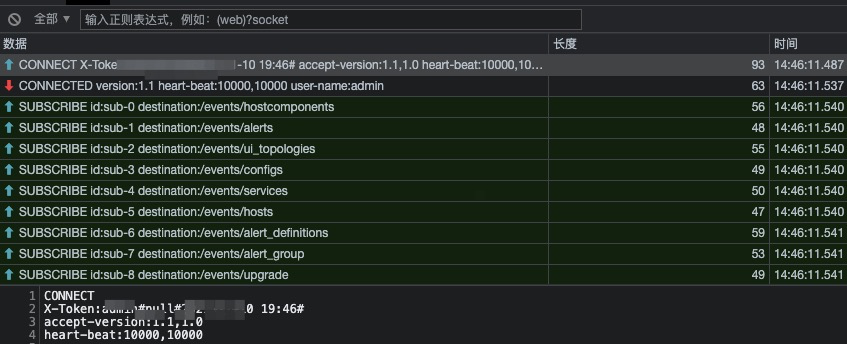 全部 ▼ 输入正则表达式，例如：(web)?socket
数据 长度 时间
CONNECT X-Toke -10 19:46# accept-version:1.1,1.0 heart-beat:10000,10... 93 14:46:11.487
CONNECTED version:1.1 heart-beat:10000,10000 user-name:admin 63 14:46:11.537
SUBSCRIBE id:sub-0 destination:/events/hostcomponents 56 14:46:11.540
SUBSCRIBE id:sub-1 destination:/events/alerts 48 14:46:11.540
SUBSCRIBE id:sub-2 destination:/events/ui_topologies 55 14:46:11.540
SUBSCRIBE id:sub-3 destination:/events/configs 49 14:46:11.540
SUBSCRIBE id:sub-4 destination:/events/services 50 14:46:11.540
SUBSCRIBE id:sub-5 destination:/events/hosts 47 14:46:11.540
SUBSCRIBE id:sub-6 destination:/events/alert_definitions 59 14:46:11.541
SUBSCRIBE id:sub-7 destination:/events/alert_group 53 14:46:11.541
SUBSCRIBE id:sub-8 destination:/events/upgrade 49 14:46:11.541
1 CONNECT
2 X-Token: 19:46#
3 accept-version:1.1,1.0
4 heart-beat:10000,10000